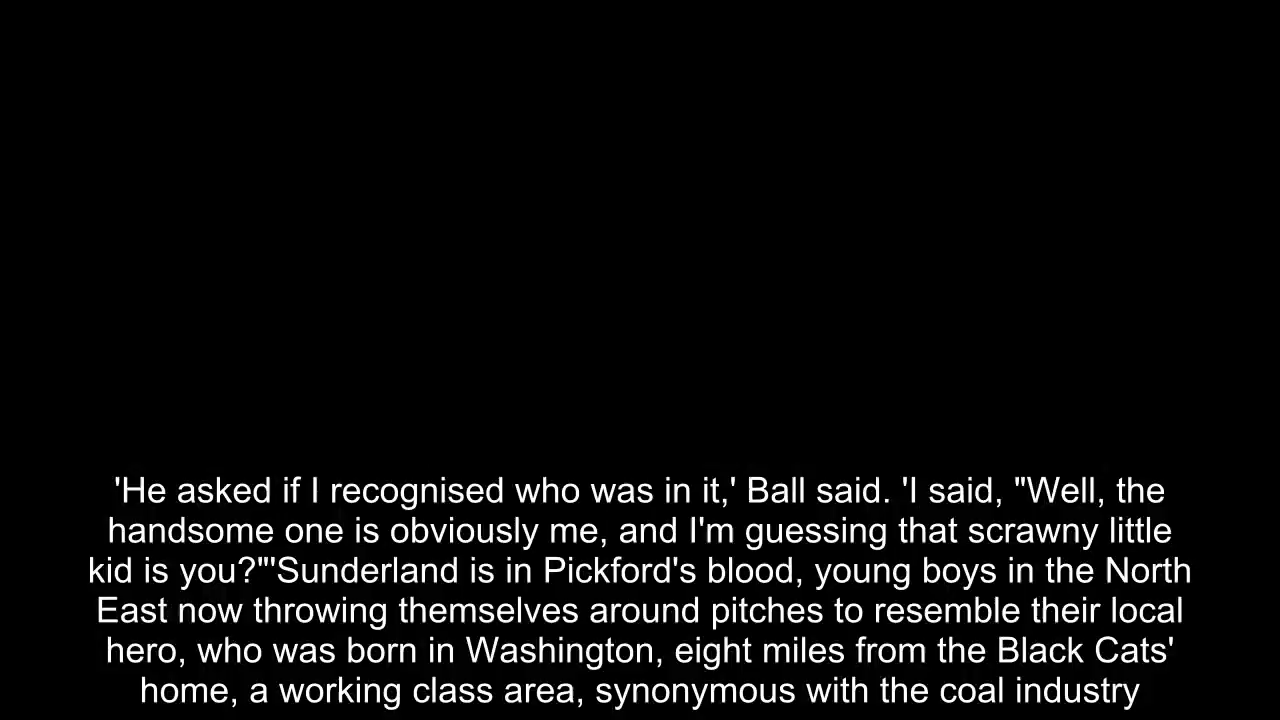 'He asked if I recognised who was in it,' Ball said. 'I said, "Well, the
handsome one is obviously me, and I'm guessing that scrawny little
kid is you?"'Sunderland is in Pickford's blood, young boys in the North
East now throwing themselves around pitches to resemble their local
hero, who was born in Washington, eight miles from the Black Cats'
home, a working class area, synonymous with the coal industry